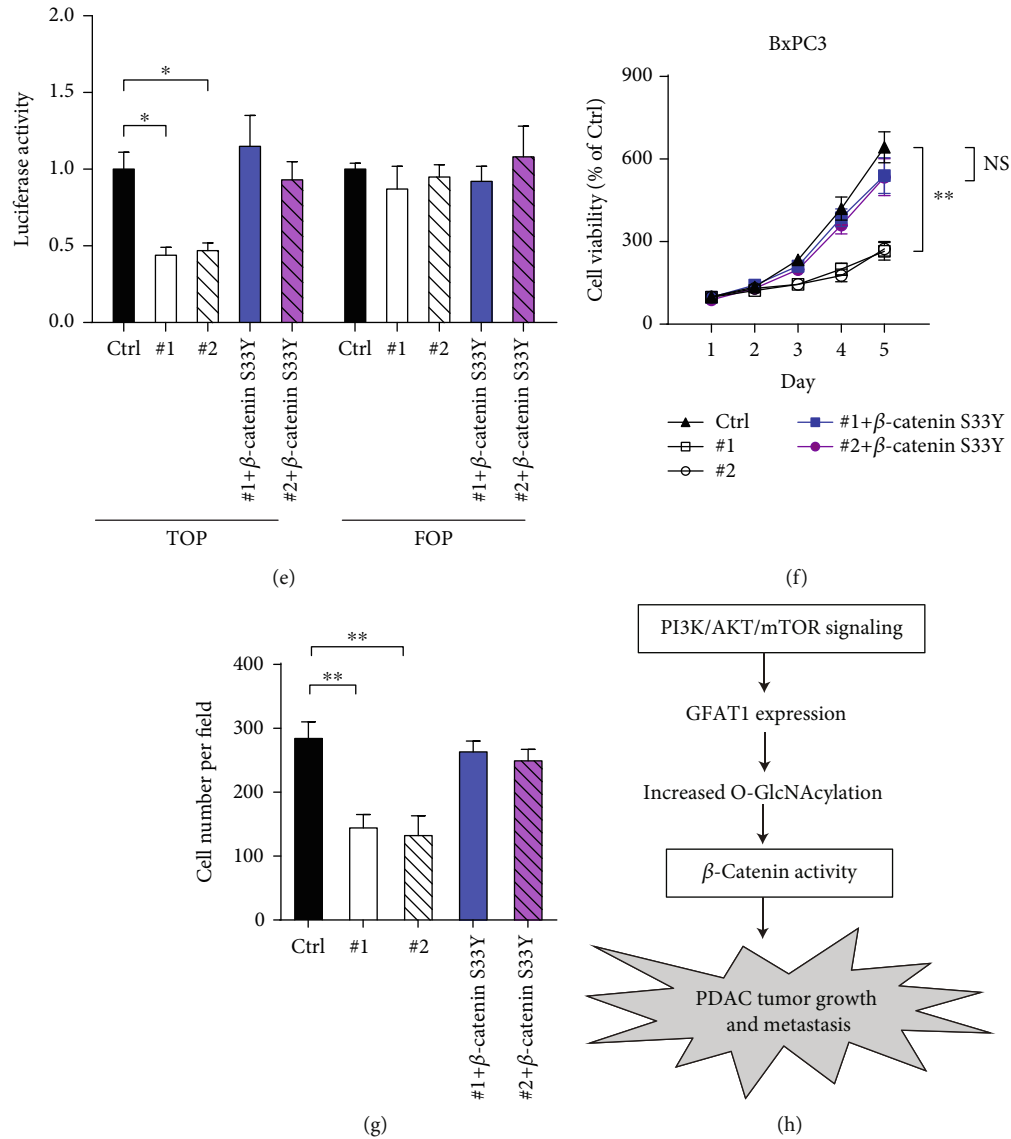 2.0
1.5
1.0
0.5
0.0
Luciferase activity
*
*
Ctrl
#1
#2
#1+β-catenin S33Y
#2+β-catenin S33Y
Ctrl
#1
#2
#1+β-catenin S33Y
#2+β-catenin S33Y
TOP
FOP
(e)
BxPC3
900
600
300
0
Cell viability (% of Ctrl)
NS
**
1 2 3 4 5
Day
Ctrl
#1
#2
#1+β-catenin S33Y
#2+β-catenin S33Y
(f)
400
300
200
100
0
Cell number per field
**
**
Ctrl
#1
#2
#1+β-catenin S33Y
#2+β-catenin S33Y
(g)
PI3K/AKT/mTOR signaling
GFAT1 expression
Increased O-GlcNAcylation
β-Catenin activity
PDAC tumor growth
and metastasis
(h)